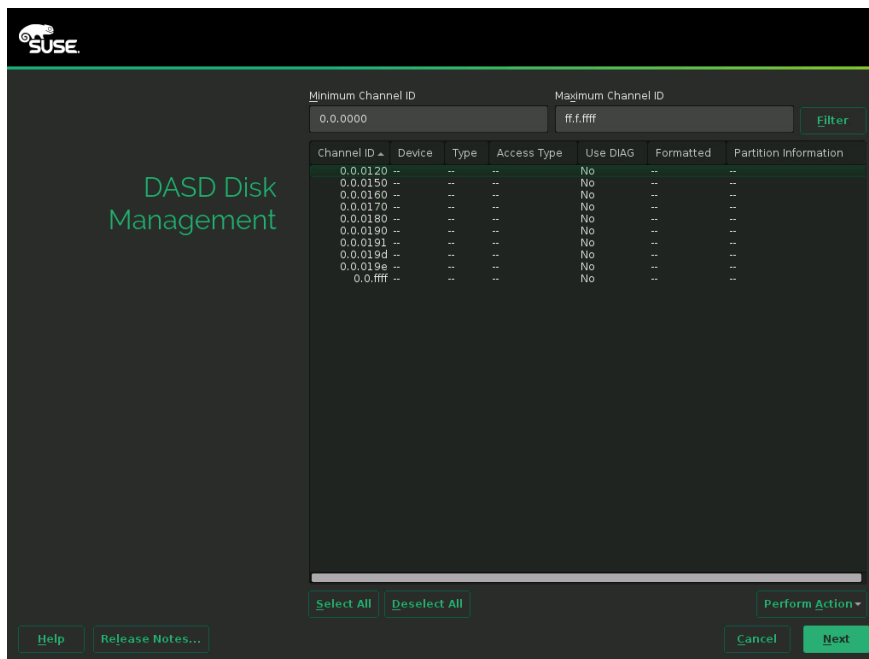 SUSE.
Minimum Channel ID Maximum Channel ID
0.0.0000 ff.f.ffff Filter
DASD Disk
Management
Channel ID Device Type Access Type Use DIAG Formatted Partition Information
0.0.0120 -- -- -- No -- --
0.0.0150 -- -- -- No -- --
0.0.0160 -- -- -- No -- --
0.0.0170 -- -- -- No -- --
0.0.0180 -- -- -- No -- --
0.0.0190 -- -- -- No -- --
0.0.0191 -- -- -- No -- --
0.0.019d -- -- -- No -- --
0.0.019e -- -- -- No -- --
0.0.ffff -- -- -- No -- --
Select All Deselect All Perform Action
Help Release Notes... Cancel Next